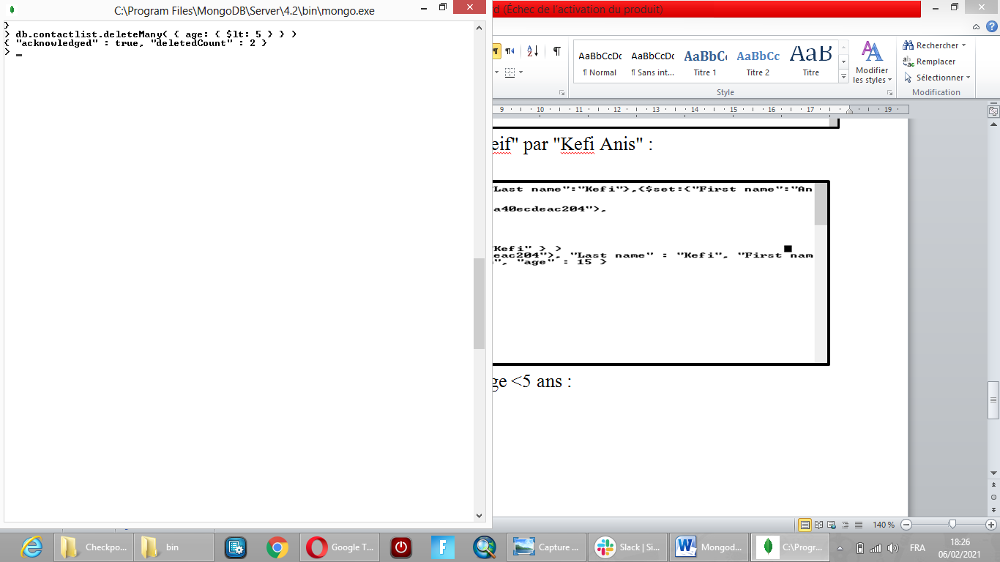 C:\Program Files\MongoDB\Server\4.2\bin\mongo.exe
}
> db.contactlist.deleteMany( { age: { $lt: 5 } } )
{ "acknowledged" : true, "deletedCount" : 2 }
>
d (Échec de l'activation du produit)
AaBbCcDc AaBbCcDc AaBbC AaBbCc AaB
¶ Normal ¶ Sans int... Titre 1 Titre 2 Titre
Modifier les styles
Rechercher
Remplacer
Sélectionner
Style
Modification
9 10 11 12 13 14 15 16 17 19
eif" par "Kefi Anis" :
"Last name":"Kefi"},{$set:{"First name":"An
a40ecdeac204"),
"Kefi" } )
eac204"), "Last name" : "Kefi", "First nam
", "age" : 15 }
ge <5 ans :
140 %
Checkpo...
bin
Google T...
Capture ...
Slack | Si...
Mongod...
C:\Progr...
FRA
18:26
06/02/2021